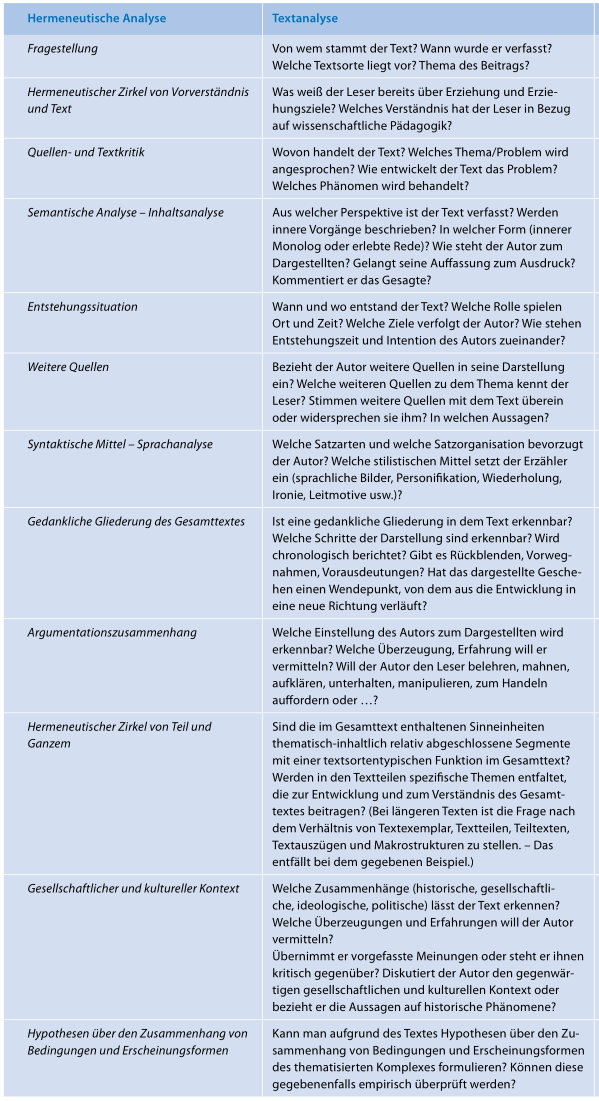 Hermeneutische Analyse
Textanalyse
Fragestellung
Von wem stammt der Text? Wann wurde er verfasst?
Welche Textsorte liegt vor? Thema des Beitrags?
Hermeneutischer Zirkel von Vorverständnis
und Text
Was weiß der Leser bereits über Erziehung und Erzie-
hungsziele? Welches Verständnis hat der Leser in Bezug
auf wissenschaftliche Pädagogik?
Quellen- und Textkritik
Wovon handelt der Text? Welches Thema/Problem wird
angesprochen? Wie entwickelt der Text das Problem?
Welches Phänomen wird behandelt?
Semantische Analyse – Inhaltsanalyse
Aus welcher Perspektive ist der Text verfasst? Werden
innere Vorgänge beschrieben? In welcher Form (innerer
Monolog oder erlebte Rede)? Wie steht der Autor zum
Dargestellten? Gelangt seine Auffassung zum Ausdruck?
Kommentiert er das Gesagte?
Entstehungssituation
Wann und wo entstand der Text? Welche Rolle spielen
Ort und Zeit? Welche Ziele verfolgt der Autor? Wie stehen
Entstehungszeit und Intention des Autors zueinander?
Weitere Quellen
Bezieht der Autor weitere Quellen in seine Darstellung
ein? Welche weiteren Quellen zu dem Thema kennt der
Leser? Stimmen weitere Quellen mit dem Text überein
oder widersprechen sie ihm? In welchen Aussagen?
Syntaktische Mittel – Sprachanalyse
Welche Satzarten und welche Satzorganisation bevorzugt
der Autor? Welche stilistischen Mittel setzt der Erzähler
ein (sprachliche Bilder, Personifikation, Wiederholung,
Ironie, Leitmotive usw.)?
Gedankliche Gliederung des Gesamttextes
Ist eine gedankliche Gliederung in dem Text erkennbar?
Welche Schritte der Darstellung sind erkennbar? Wird
chronologisch berichtet? Gibt es Rückblenden, Vorweg-
nahmen, Vorausdeutungen? Hat das dargestellte Gesche-
hen einen Wendepunkt, von dem aus die Entwicklung in
eine neue Richtung verläuft?
Argumentationszusammenhang
Welche Einstellung des Autors zum Dargestellten wird
erkennbar? Welche Überzeugung, Erfahrung will er
vermitteln? Will der Autor den Leser belehren, mahnen,
aufklären, unterhalten, manipulieren, zum Handeln
auffordern oder …?
Hermeneutischer Zirkel von Teil und
Ganzem
Sind die im Gesamttext enthaltenen Sinneinheiten
thematisch-inhaltlich relativ abgeschlossene Segmente
mit einer textsortentypischen Funktion im Gesamttext?
Werden in den Textteilen spezifische Themen entfaltet,
die zur Entwicklung und zum Verständnis des Gesamt-
textes beitragen? (Bei längeren Texten ist die Frage nach
dem Verhältnis von Textexemplar, Textteilen, Teiltexten,
Textauszügen und Makrostrukturen zu stellen. – Das
entfällt bei dem gegebenen Beispiel.)
Gesellschaftlicher und kultureller Kontext
Welche Zusammenhänge (historische, gesellschaftli-
che, ideologische, politische) lässt der Text erkennen?
Welche Überzeugungen und Erfahrungen will der Autor
vermitteln?
Übernimmt er vorgefasste Meinungen oder steht er ihnen
kritisch gegenüber? Diskutiert der Autor den gegenwär-
tigen gesellschaftlichen und kulturellen Kontext oder
bezieht er die Aussagen auf historische Phänomene?
Hypothesen über den Zusammenhang von
Bedingungen und Erscheinungsformen
Kann man aufgrund des Textes Hypothesen über den Zu-
sammenhang von Bedingungen und Erscheinungsformen
des thematisierten Komplexes formulieren? Können diese
gegebenenfalls empirisch überprüft werden?